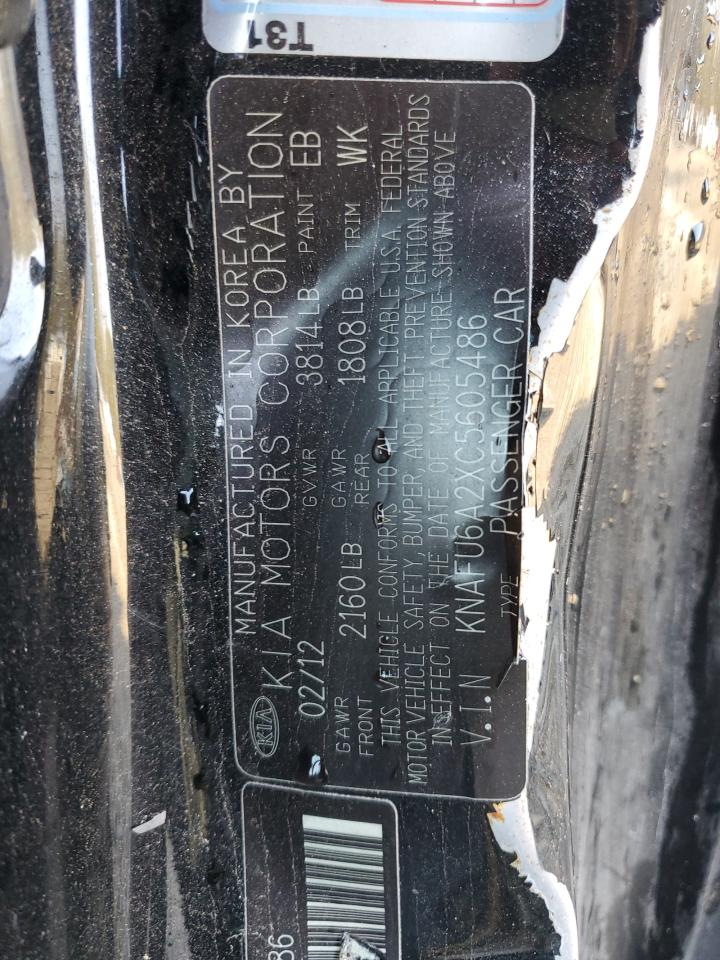 T31
MANUFACTURED IN KOREA BY
KIA KIA MOTORS CORPORATION
02/12 GVWR 3814LB PAINT EB
GAWR FRONT 2160LB GAWR REAR 1808LB TRIM WK
THIS VEHICLE CONFORMS TO ALL APPLICABLE U.S.A. FEDERAL
MOTOR VEHICLE SAFETY, BUMPER, AND THEFT PREVENTION STANDARDS
IN EFFECT ON THE DATE OF MANUFACTURE SHOWN ABOVE
V.I.N KNAFU6A2XC5605486
TYPE PASSENGER CAR
86